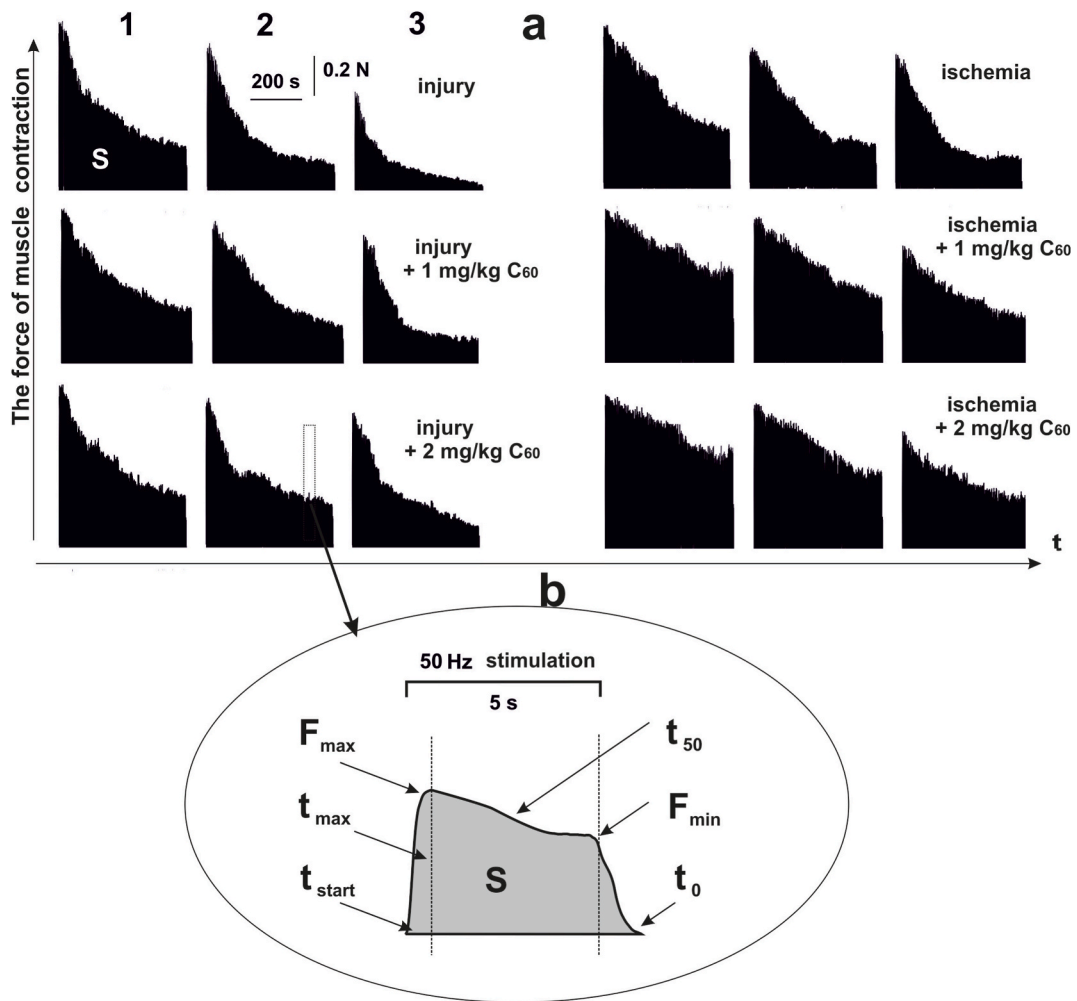 a
1 2 3
200 s
0.2 N
injury
ischemia
S
The force of muscle contraction
injury
+ 1 mg/kg C60
ischemia
+ 1 mg/kg C60
injury
+ 2 mg/kg C60
ischemia
+ 2 mg/kg C60
t
b
50 Hz stimulation
5 s
Fmax
t50
tmax
Fmin
tstart
S
t0